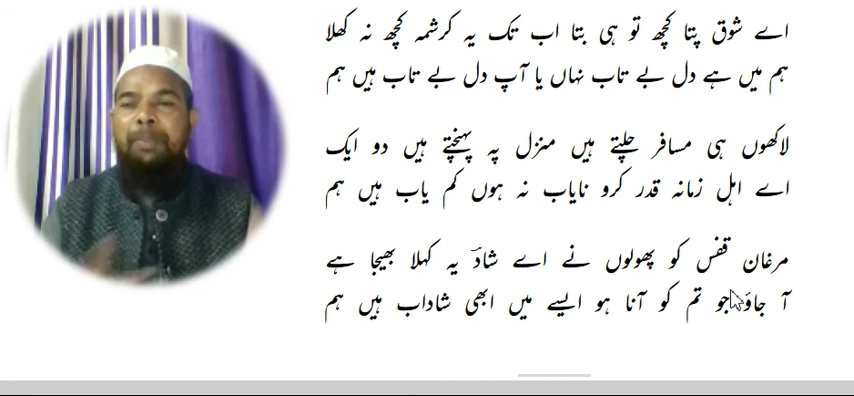 اے شوق پتا کچھ تو ہی بتا اب تک یہ کرشمہ کچھ نہ کھلا
ہم میں ہے دل بے تاب نہاں یا آپ دل بے تاب ہیں ہم
لاکھوں ہی مسافر چلتے ہیں منزل پہ پہنچتے ہیں دو ایک
اے اہل زمانہ قدر کرو نایاب نہ ہوں کم یاب ہیں ہم
مرغان قفس کو پھولوں نے اے شادؔ یہ کہلا بھیجا ہے
آ جاؤ جو تم کو آنا ہو ایسے میں ابھی شاداب ہیں ہم